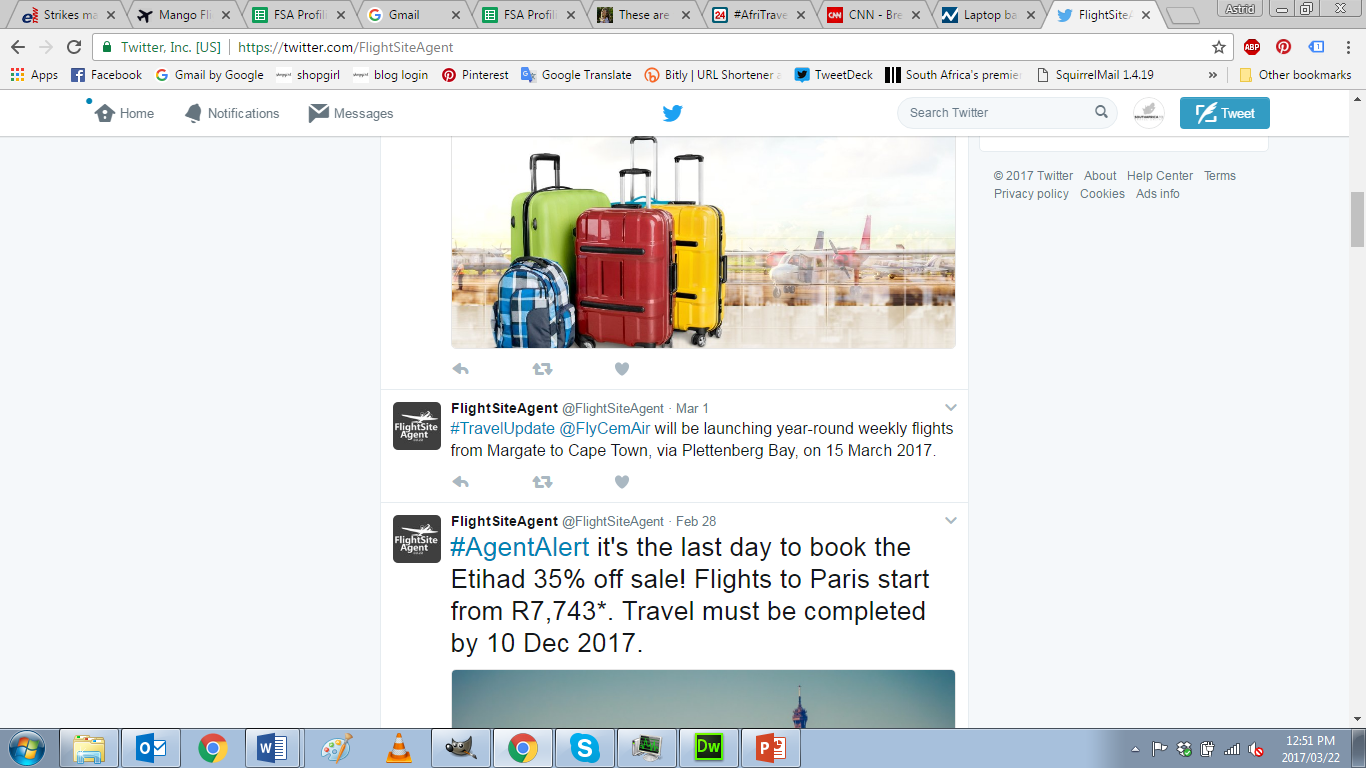 Strikes ma
Mango Fl
FSA Profil
Gmail
FSA Profil
These are
#AfriTrave
CNN - Bre
Laptop ba
FlightSiteA
Astrid
Twitter, Inc. [US] https://twitter.com/FlightSiteAgent
Apps Facebook Gmail by Google shopgirl blog login Pinterest Google Translate Bitly | URL Shortener TweetDeck South Africa's premie SquirrelMail 1.4.19 » Other bookmarks
Home Notifications Messages Search Twitter Tweet
© 2017 Twitter About Help Center Terms
Privacy policy Cookies Ads info
FlightSiteAgent @FlightSiteAgent · Mar 1
FlightSite
Agent
#TravelUpdate @FlyCemAir will be launching year-round weekly flights
from Margate to Cape Town, via Plettenberg Bay, on 15 March 2017.
FlightSiteAgent @FlightSiteAgent · Feb 28
FlightSite
Agent
#AgentAlert it's the last day to book the
Etihad 35% off sale! Flights to Paris start
from R7,743*. Travel must be completed
by 10 Dec 2017.
12:51 PM
2017/03/22